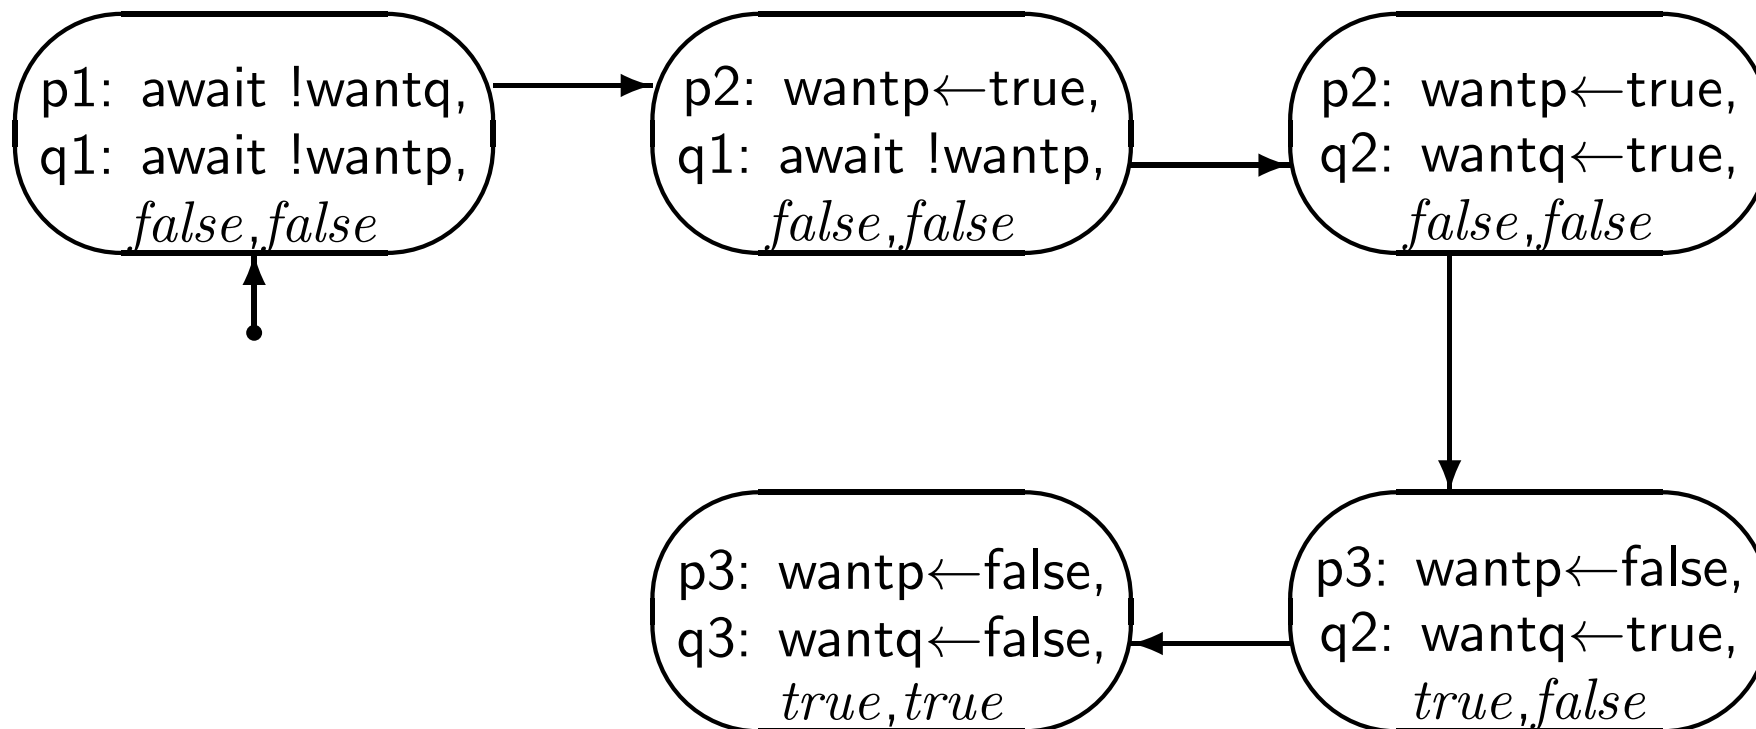 p1: await !wantq,
q1: await !wantp,
false,false
p2: wantp←true,
q1: await !wantp,
false,false
p2: wantp←true,
q2: wantq←true,
false,false
p3: wantp←false,
q3: wantq←false,
true,true
p3: wantp←false,
q2: wantq←true,
true,false